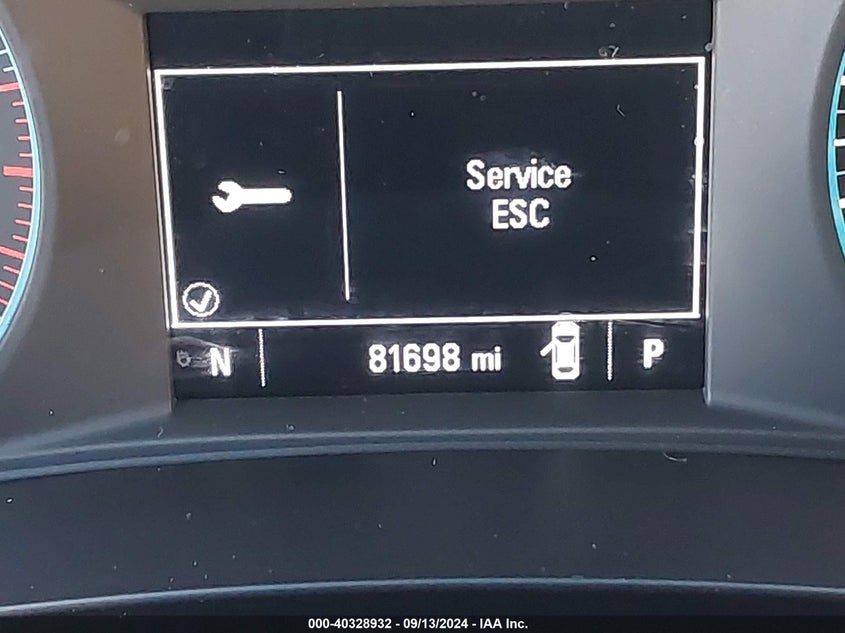 Service
ESC
N
81698 mi
P
000-40328932 - 09/13/2024 - IAA Inc.